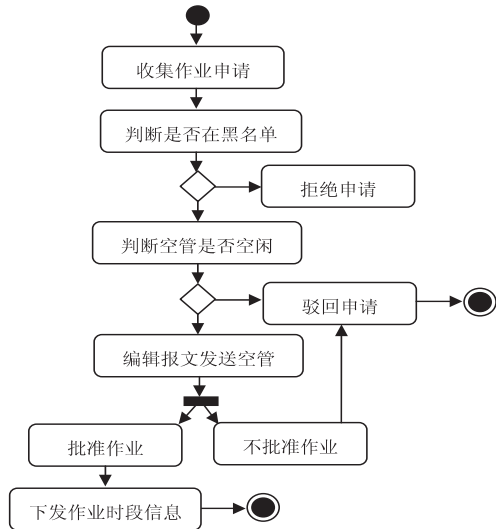 收集作业申请
判断是否在黑名单
拒绝申请
判断空管是否空闲
驳回申请
编辑报文发送空管
批准作业
不批准作业
下发作业时段信息